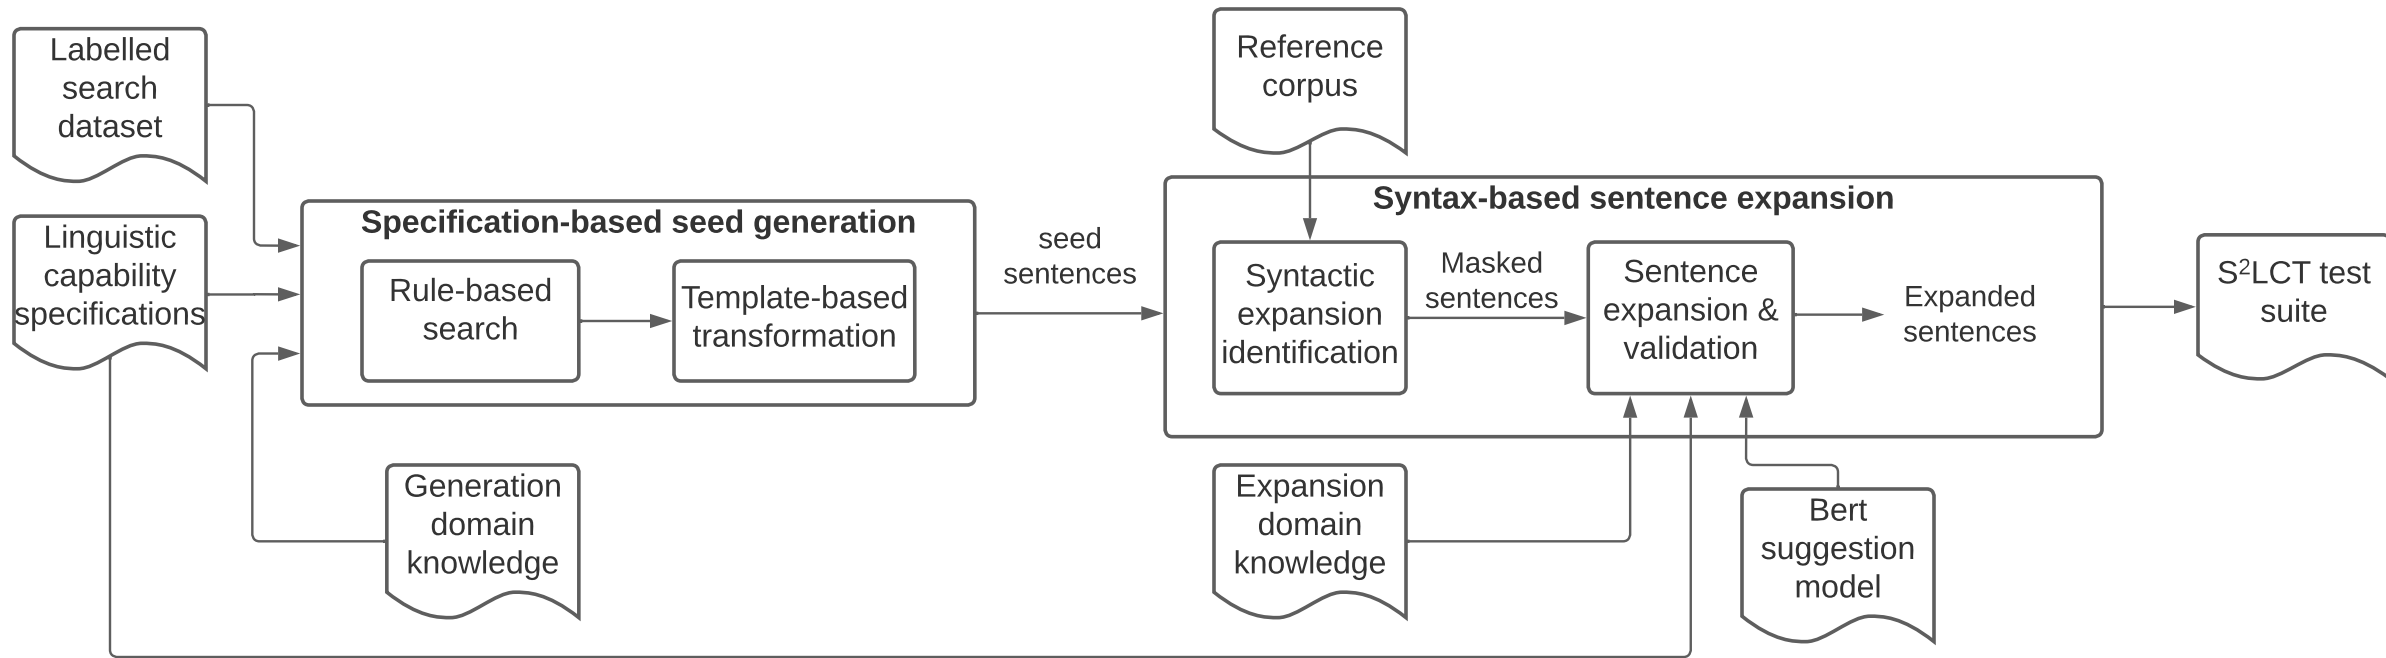 Labelled
search
dataset
Linguistic
capability
specifications
Specification-based seed generation
Rule-based
search
Template-based
transformation
Generation
domain
knowledge
seed
sentences
Reference
corpus
Syntax-based sentence expansion
Syntactic
expansion
identification
Masked
sentences
Sentence
expansion &
validation
Expanded
sentences
Expansion
domain
knowledge
Bert
suggestion
model
S²LCT test
suite